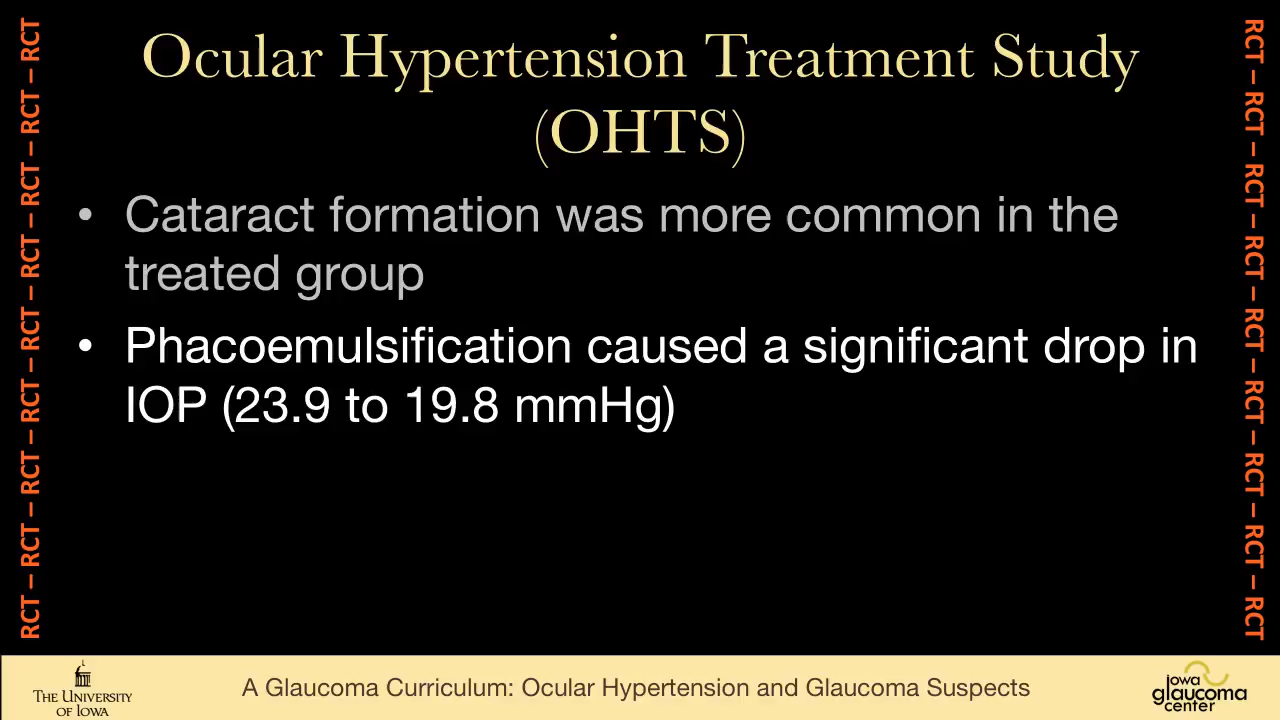 Ocular Hypertension Treatment Study
(OHTS)
• Cataract formation was more common in the
treated group
• Phacoemulsification caused a significant drop in
IOP (23.9 to 19.8 mmHg)
RCT – RCT – RCT – RCT – RCT – RCT – RCT – RCT – RCT
RCT – RCT – RCT – RCT – RCT – RCT – RCT – RCT – RCT
THE UNIVERSITY
OF IOWA
A Glaucoma Curriculum: Ocular Hypertension and Glaucoma Suspects
iowa
glaucoma
center